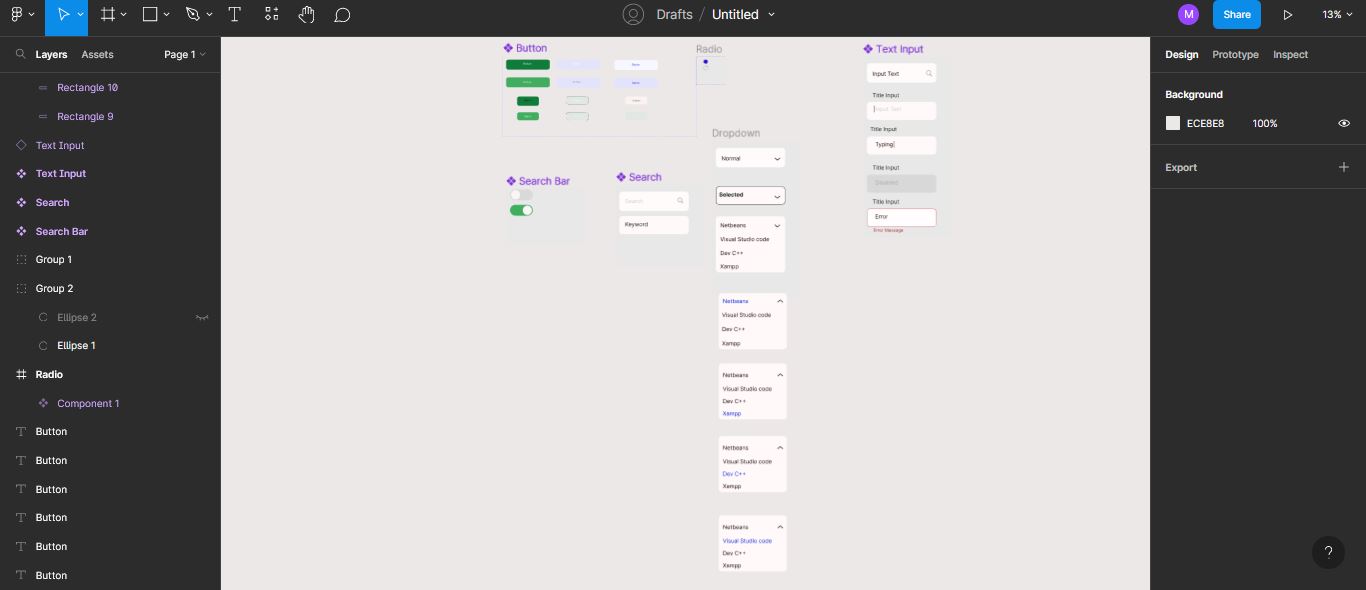 Drafts / Untitled
M
Share
13%
Layers
Assets
Page 1
Rectangle 10
Rectangle 9
Text Input
Text Input
Search
Search Bar
Group 1
Group 2
Ellipse 2
Ellipse 1
Radio
Component 1
Button
Button
Button
Button
Button
Button
Button
Search Bar
Search
Search
Keyword
Radio
Dropdown
Normal
Selected
Netbeans
Visual Studio code
Dev C++
Xampp
Netbeans
Visual Studio code
Dev C++
Xampp
Netbeans
Visual Studio code
Dev C++
Xampp
Netbeans
Visual Studio code
Dev C++
Xampp
Netbeans
Visual Studio code
Dev C++
Xampp
Text Input
Input Text
Title Input
Input Text
Title Input
Typing
Title Input
Disabled
Title Input
Error
Error Message
Design
Prototype
Inspect
Background
ECE8E8
100%
Export
?